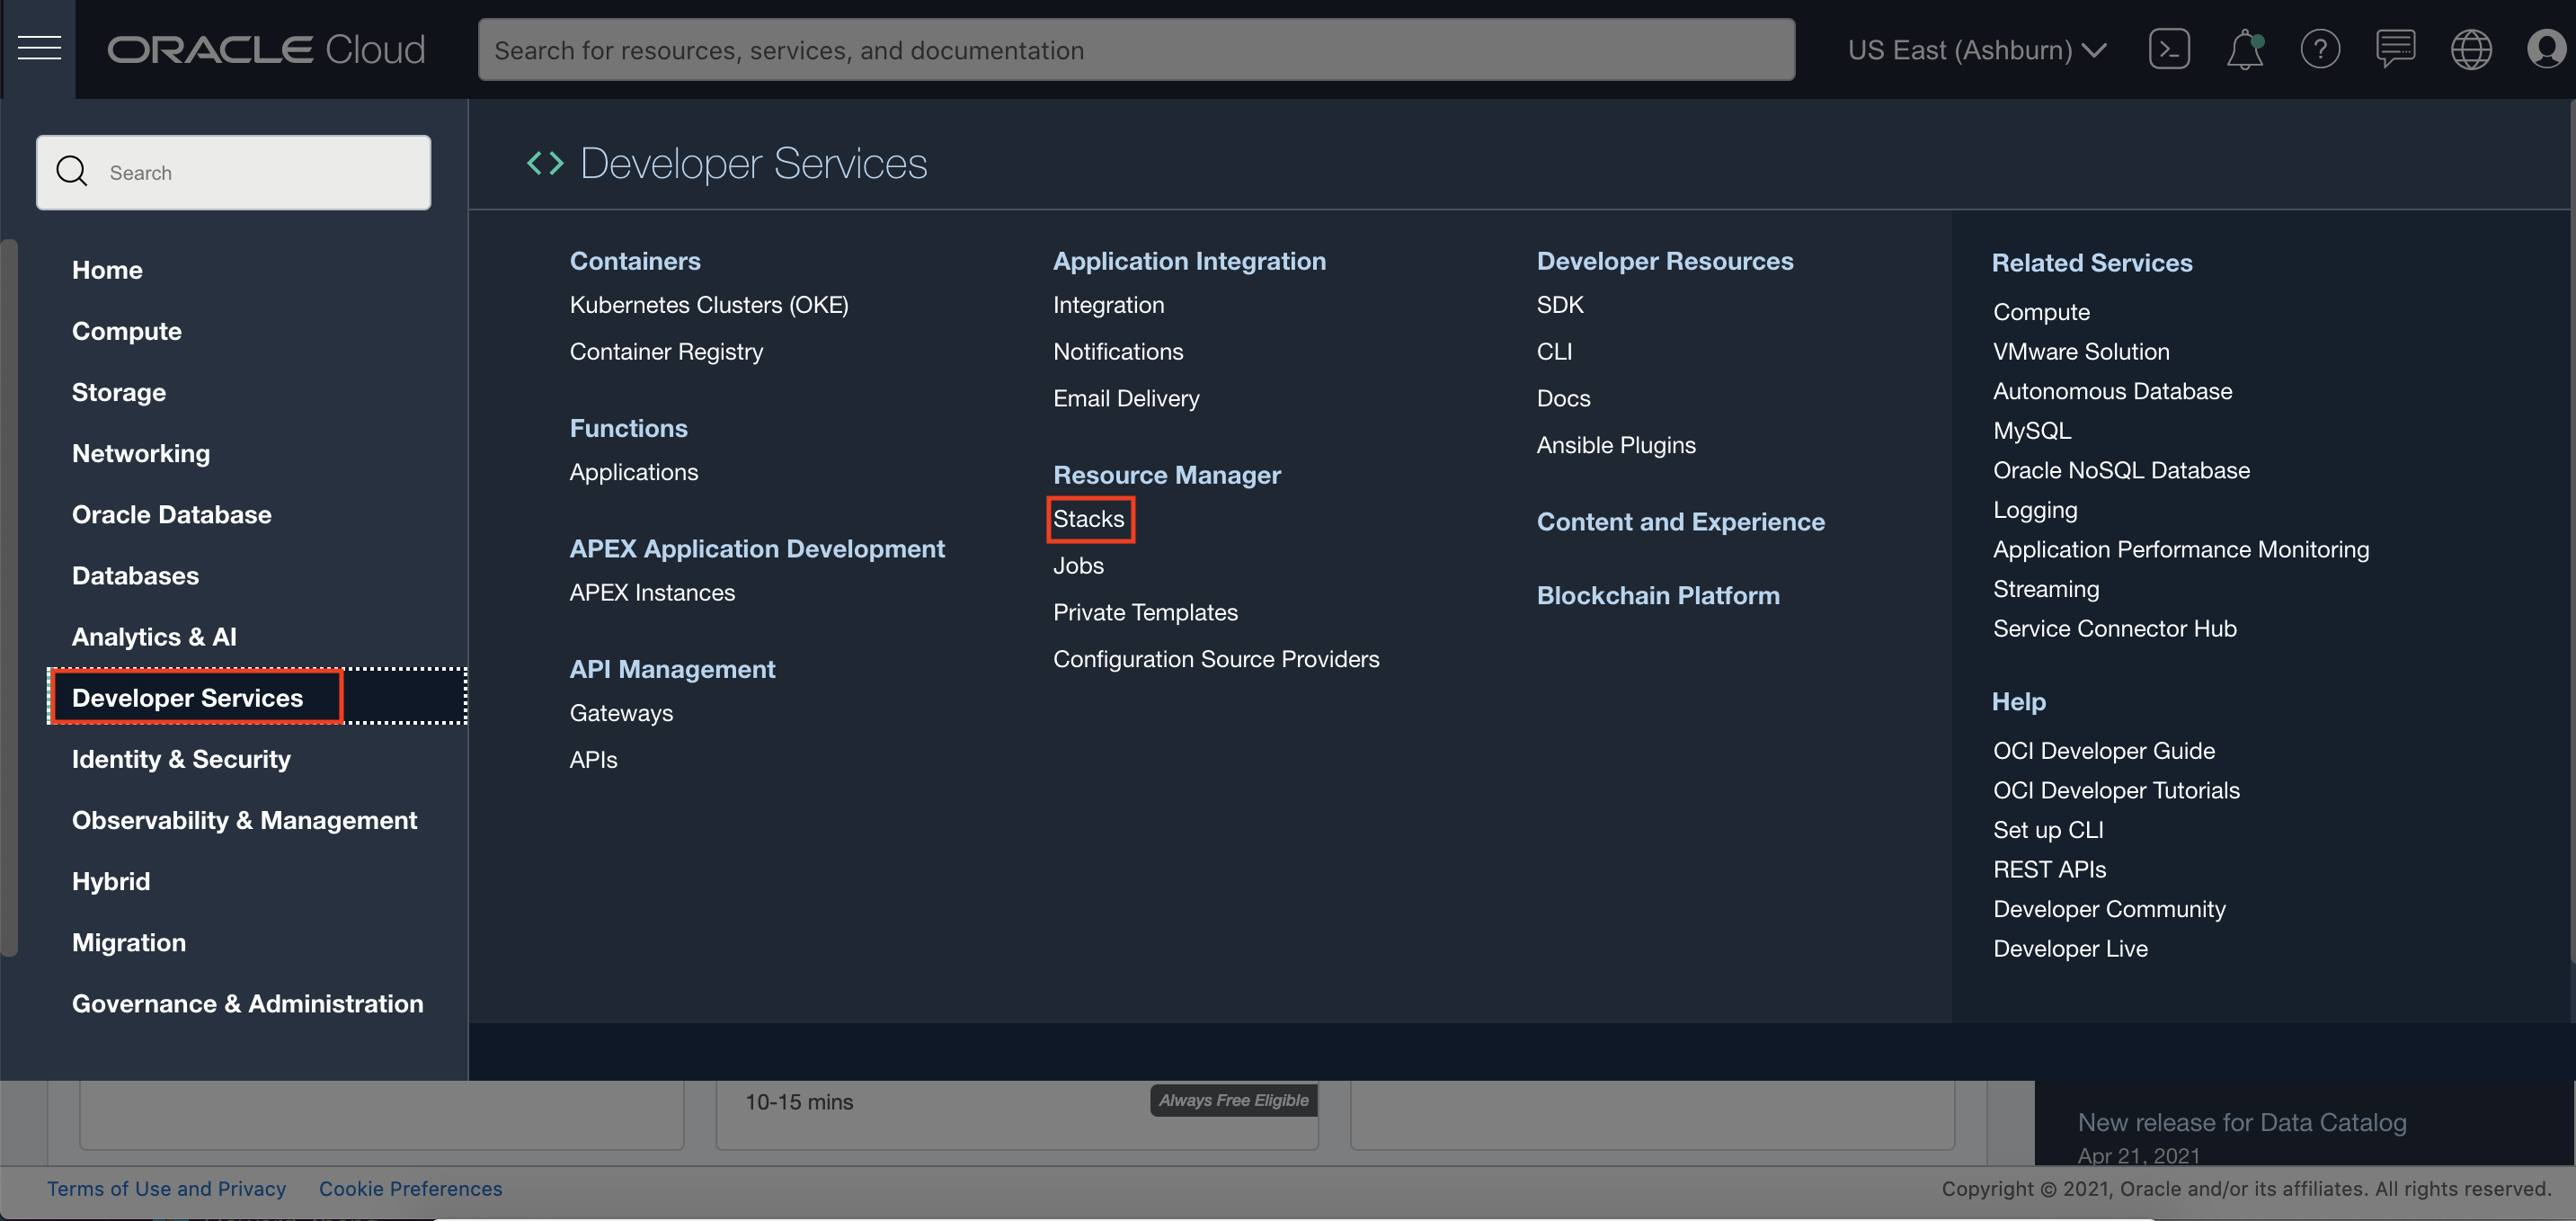 ORACLE Cloud
Search for resources, services, and documentation
US East (Ashburn)
Search
Home
Compute
Storage
Networking
Oracle Database
Databases
Analytics & AI
Developer Services
Identity & Security
Observability & Management
Hybrid
Migration
Governance & Administration
Developer Services
Containers
Kubernetes Clusters (OKE)
Container Registry
Functions
Applications
APEX Application Development
APEX Instances
API Management
Gateways
APIs
Application Integration
Integration
Notifications
Email Delivery
Resource Manager
Stacks
Jobs
Private Templates
Configuration Source Providers
Developer Resources
SDK
CLI
Docs
Ansible Plugins
Content and Experience
Blockchain Platform
Related Services
Compute
VMware Solution
Autonomous Database
MySQL
Oracle NoSQL Database
Logging
Application Performance Monitoring
Streaming
Service Connector Hub
Help
OCI Developer Guide
OCI Developer Tutorials
Set up CLI
REST APIs
Developer Community
Developer Live
10-15 mins
Always Free Eligible
New release for Data Catalog
Apr 21, 2021
Terms of Use and Privacy
Cookie Preferences
Copyright © 2021, Oracle and/or its affiliates. All rights reserved.